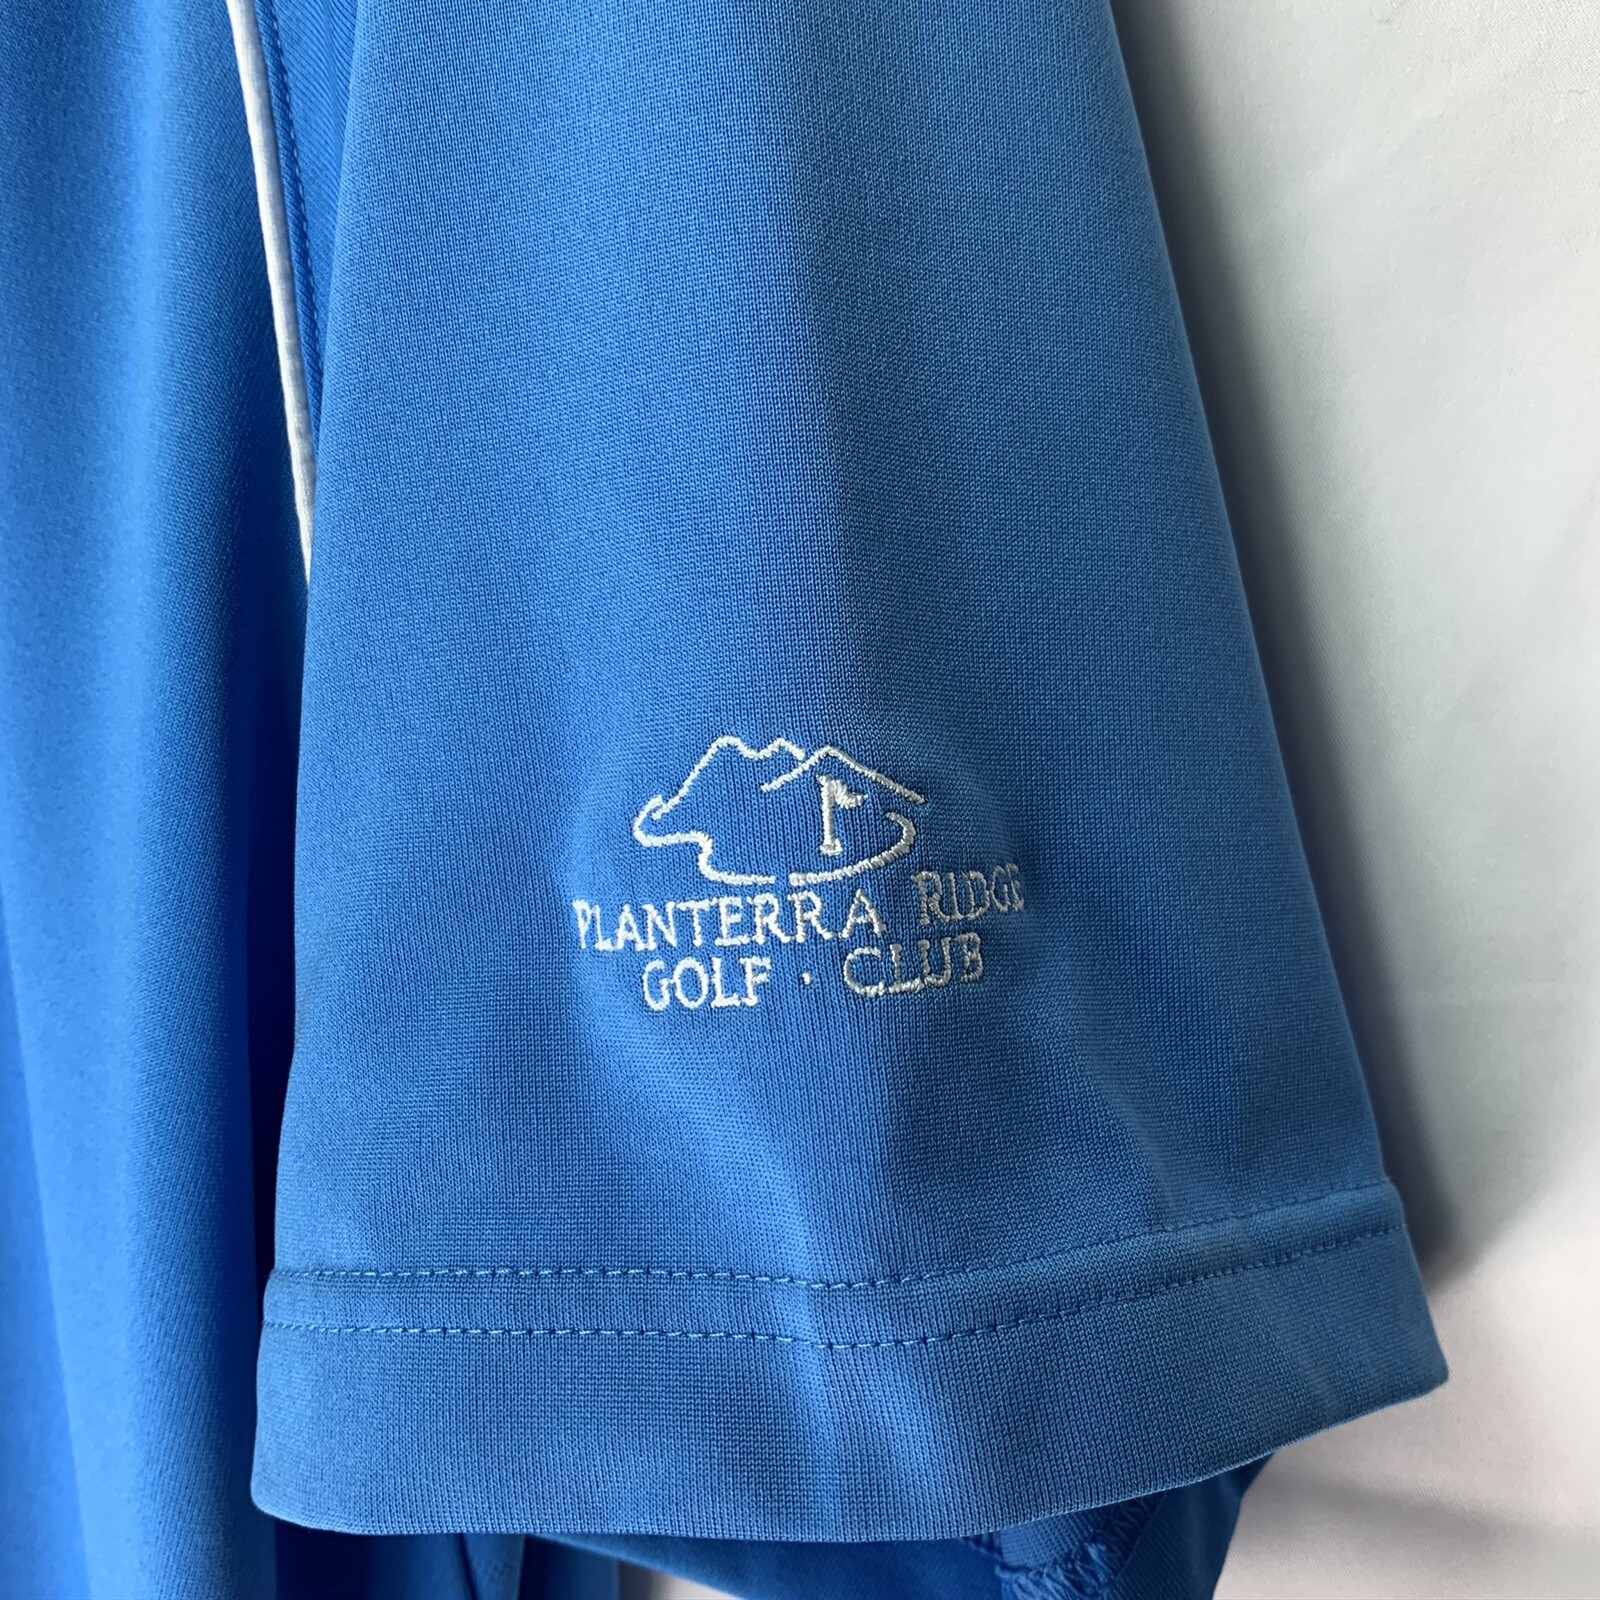 PLANTERRA RIDGE
GOLF · CLUB